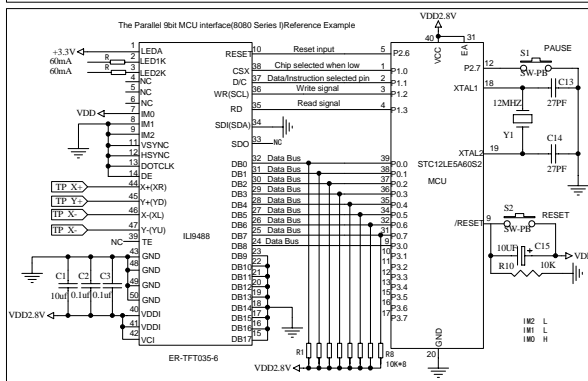 The Parallel 9bit MCU interface(8080 Series I)Reference Example
+3.3V
60mA
60mA
R
R
1 LEDA
2 LED1K
3 LED2K
4 NC
5 NC
6 NC
VDD 7 IM0
8 IM1
9 IM2
11 VSYNC
12 HSYNC
13 DOTCLK
14 DE
TP X+ 44 X+(XR)
TP Y+ 45 Y+(YD)
TP X- 46 X-(XL)
TP X- 47 Y-(YU)
NC 39 TE
43 GND
48 GND
49 GND
50 GND
40 VDDI
41 VDDI
42 VCI
C1 C2 C3
10uf 0.1uf 0.1uf
VDD2.8V
ILI9488
ER-TFT035-6
RESET 10 Reset input 5 P2.6
CSX 38 Chip selected when low 1 P1.0
D/C 37 Data/Instruction selected pin 2 P1.1
WR(SCL) 36 Write signal 3 P1.2
RD 35 Read signal 4 P1.3
SDI(SDA) 34
SDO 33 NC
DB0 32 Data Bus 39 P0.0
DB1 31 Data Bus 38 P0.1
DB2 30 Data Bus 37 P0.2
DB3 29 Data Bus 36 P0.3
DB4 28 Data Bus 35 P0.4
DB5 27 Data Bus 34 P0.5
DB6 26 Data Bus 32 P0.6
DB7 25 Data Bus 31 P0.7
DB8 24 Data Bus 9 P3.0
DB9 23
DB10 22
DB11 21
DB12 20
DB13 19
DB14 18
DB15 17
DB16 16
DB17 15
10 P3.1
11 P3.2
12 P3.3
13 P3.4
14 P3.5
15 P3.6
16 P3.7
17
R1
R8
10K*8
VDD2.8V
VDD2.8V
40 VCC
31 EA
P2.7 12
S1 PAUSE
SW-PB
XTAL1 18
C13
27PF
12MHZ
Y1
XTAL2 19
C14
27PF
STC12LE5A60S2
MCU
/RESET 9
S2 RESET
SW-PB
10UF C15
+
R10 10K
GND
20
IM2 L
IM1 L
IM0 H